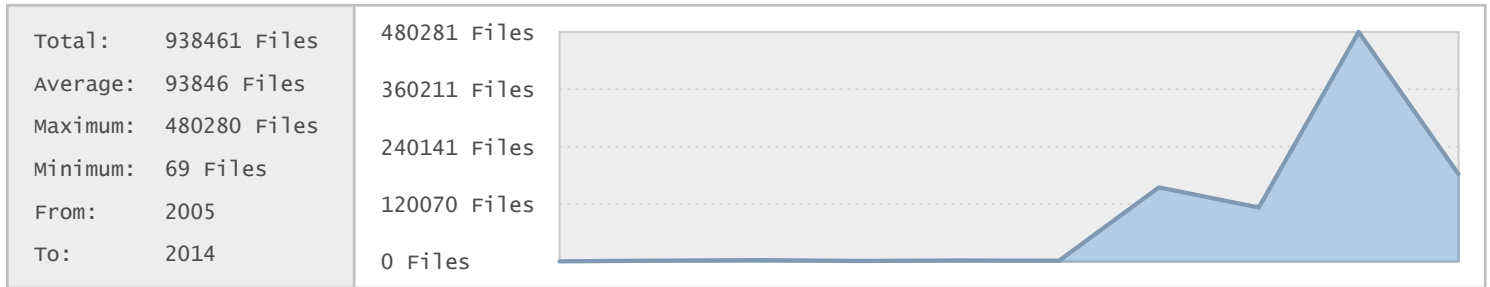 Total: 938461 Files
Average: 93846 Files
Maximum: 480280 Files
Minimum: 69 Files
From: 2005
To: 2014
480281 Files
360211 Files
240141 Files
120070 Files
0 Files